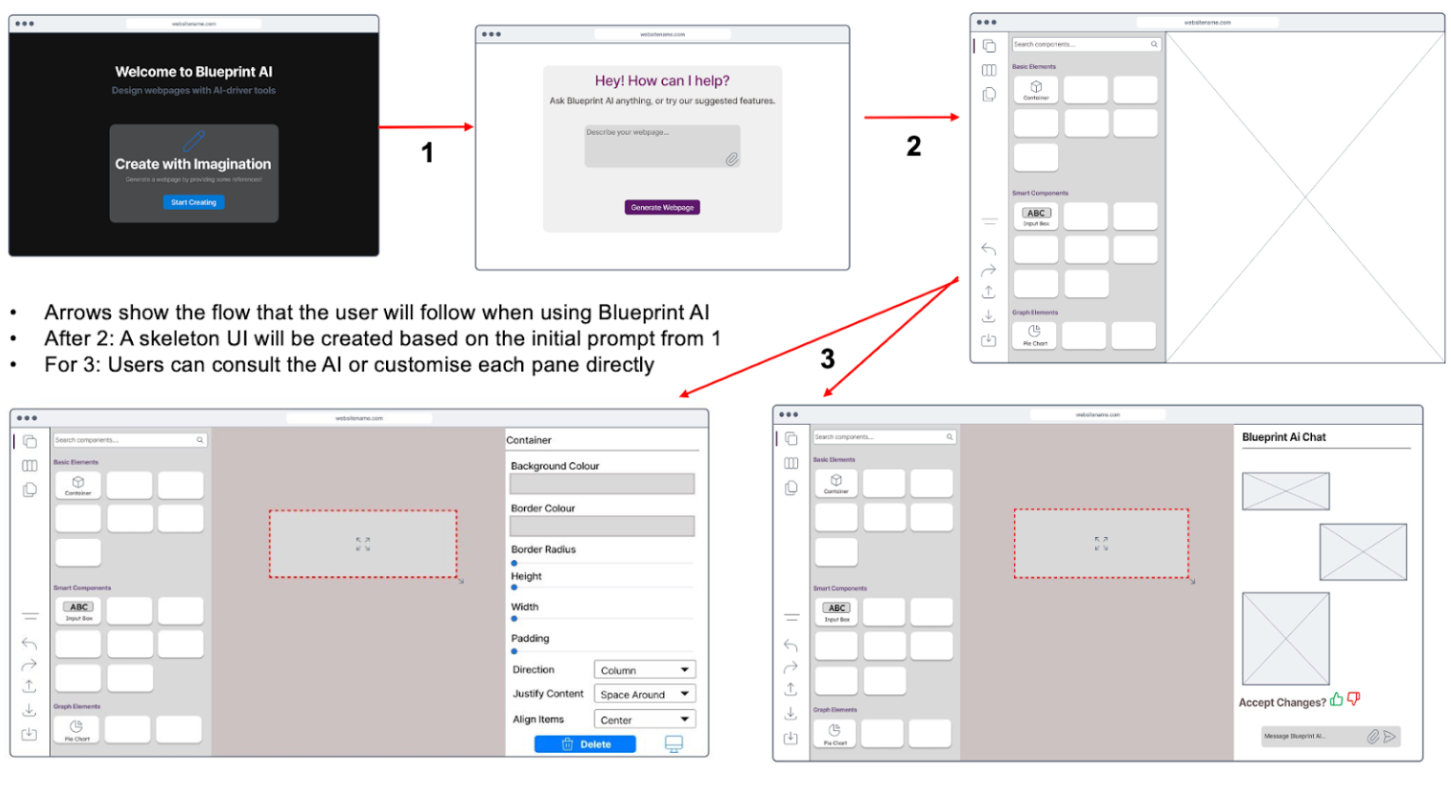 websitename.com
Welcome to Blueprint AI
Design webpages with AI-driver tools
Create with Imagination
Generate a webpage by providing some references!
Start Creating
1
websitename.com
Hey! How can I help?
Ask Blueprint AI anything, or try our suggested features.
Describe your webpage...
Generate Webpage
2
websitename.com
Search components...
Basic Elements
Container
Smart Components
ABC
Input Box
Graph Elements
Pie Chart
• Arrows show the flow that the user will follow when using Blueprint AI
• After 2: A skeleton UI will be created based on the initial prompt from 1
• For 3: Users can consult the AI or customise each pane directly
3
websitename.com
Search components...
Basic Elements
Container
Smart Components
ABC
Input Box
Graph Elements
Pie Chart
Container
Background Colour
Border Colour
Border Radius
Height
Width
Padding
Direction Column
Justify Content Space Around
Align Items Center
Delete
websitename.com
Search components...
Basic Elements
Container
Smart Components
ABC
Input Box
Graph Elements
Pie Chart
Blueprint Ai Chat
Accept Changes?
Message Blueprint AI...